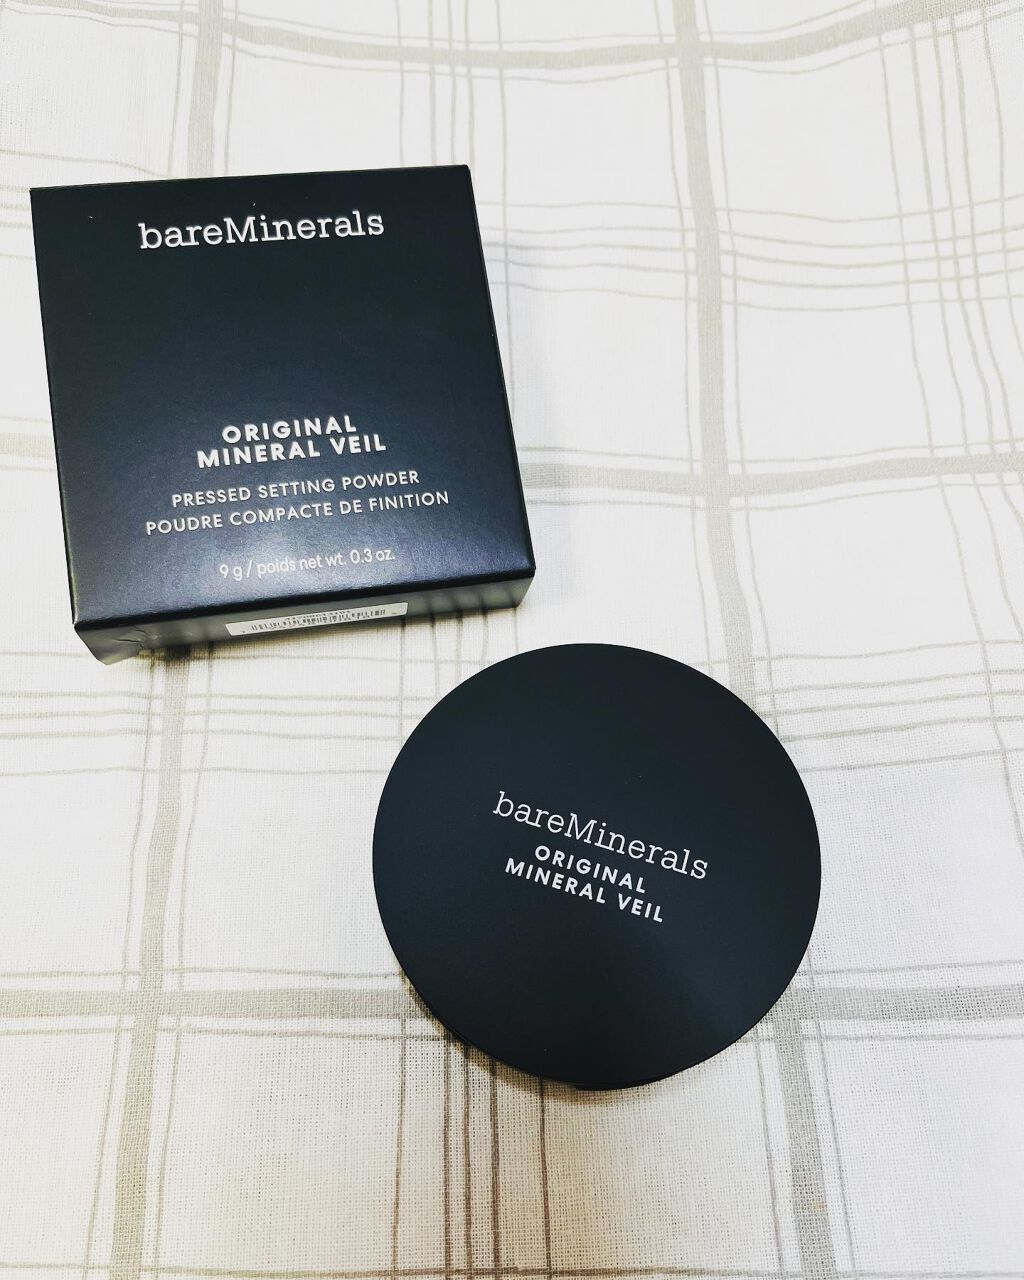 bareMinerals
ORIGINAL
MINERAL VEIL
PRESSED SETTING POWDER
POUDRE COMPACTE DE FINITION
9 g / poids net wt. 0.3 oz.
bareMinerals
ORIGINAL
MINERAL VEIL